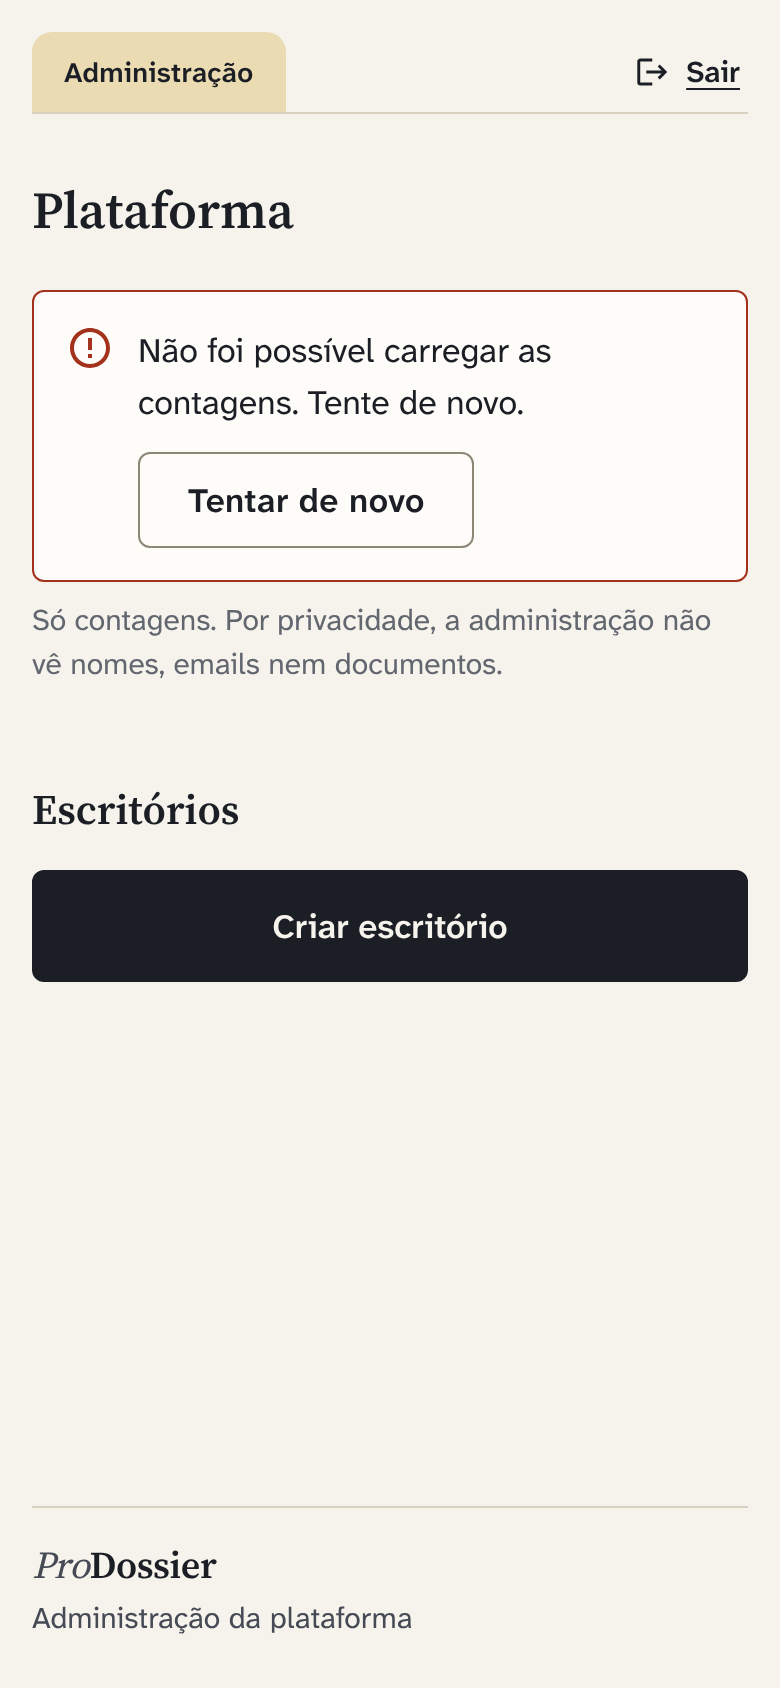 Administração
Sair
Plataforma
Não foi possível carregar as
contagens. Tente de novo.
Tentar de novo
Só contagens. Por privacidade, a administração não
vê nomes, emails nem documentos.
Escritórios
Criar escritório
ProDossier
Administração da plataforma